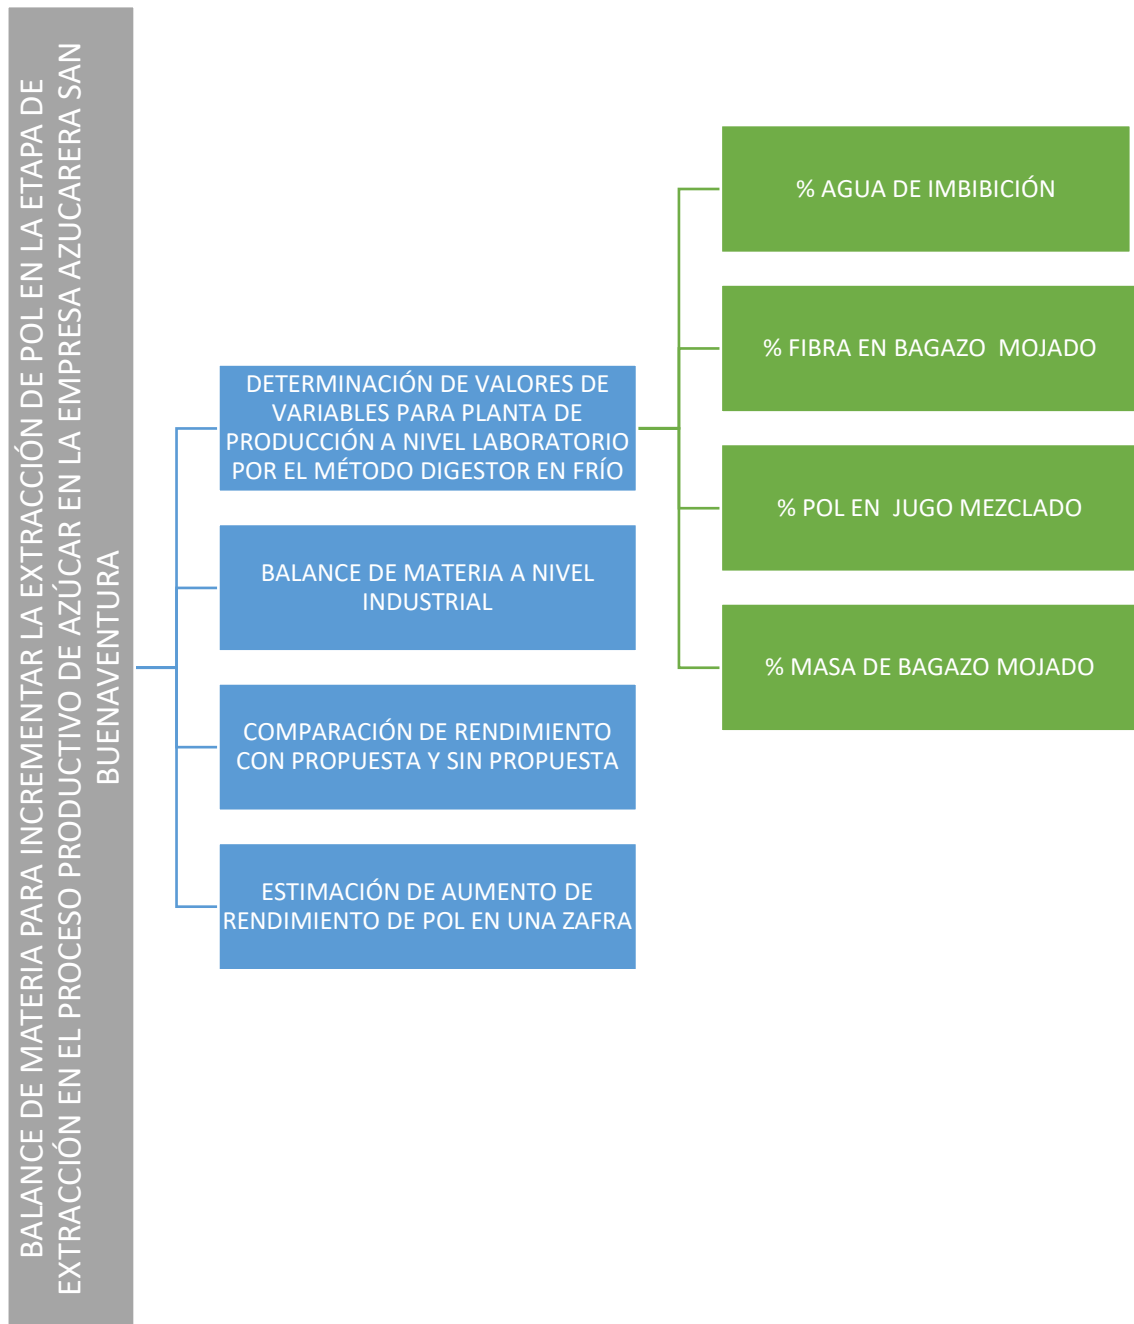 BALANCE DE MATERIA PARA INCREMENTAR LA EXTRACCIÓN DE POL EN LA ETAPA DE
EXTRACCIÓN EN EL PROCESO PRODUCTIVO DE AZÚCAR EN LA EMPRESA AZUCARERA SAN
BUENAVENTURA
DETERMINACIÓN DE VALORES DE
VARIABLES PARA PLANTA DE
PRODUCCIÓN A NIVEL LABORATORIO
POR EL MÉTODO DIGESTOR EN FRÍO
% AGUA DE IMBIBICIÓN
% FIBRA EN BAGAZO MOJADO
% POL EN JUGO MEZCLADO
% MASA DE BAGAZO MOJADO
BALANCE DE MATERIA A NIVEL
INDUSTRIAL
COMPARACIÓN DE RENDIMIENTO
CON PROPUESTA Y SIN PROPUESTA
ESTIMACIÓN DE AUMENTO DE
RENDIMIENTO DE POL EN UNA ZAFRA